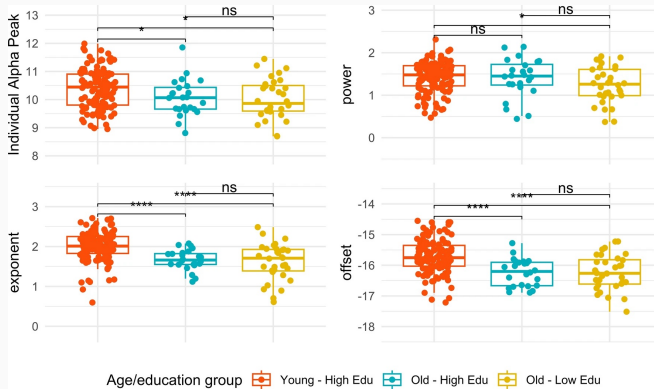 ns
*
*
13
12
11
10
9
8
Individual Alpha Peak
ns
*
ns
3
2
1
0
power
ns
****
****
3
2
1
0
exponent
ns
****
****
-14
-15
-16
-17
-18
offset
Age/education group Young - High Edu Old - High Edu Old - Low Edu